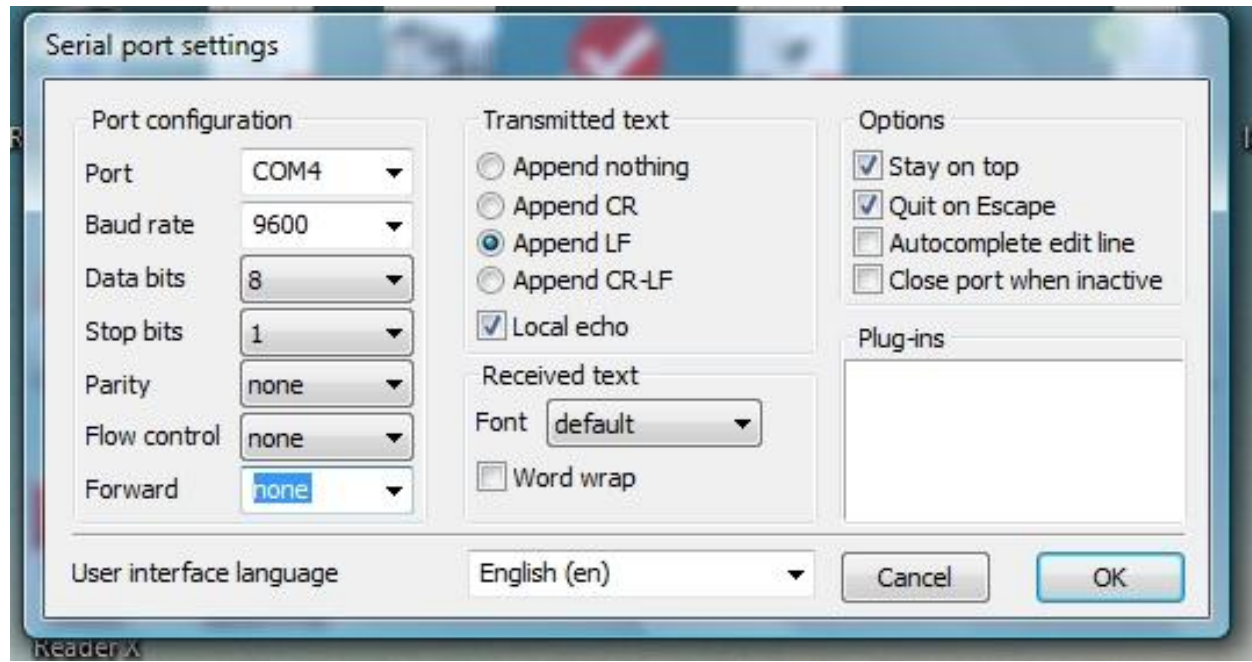 Serial port settings
Port configuration
Port COM4
Baud rate 9600
Data bits 8
Stop bits 1
Parity none
Flow control none
Forward none
Transmitted text
Append nothing
Append CR
Append LF
Append CR-LF
Local echo
Received text
Font default
Word wrap
Options
Stay on top
Quit on Escape
Autocomplete edit line
Close port when inactive
Plug-ins
User interface language English (en)
Cancel OK
Reader X